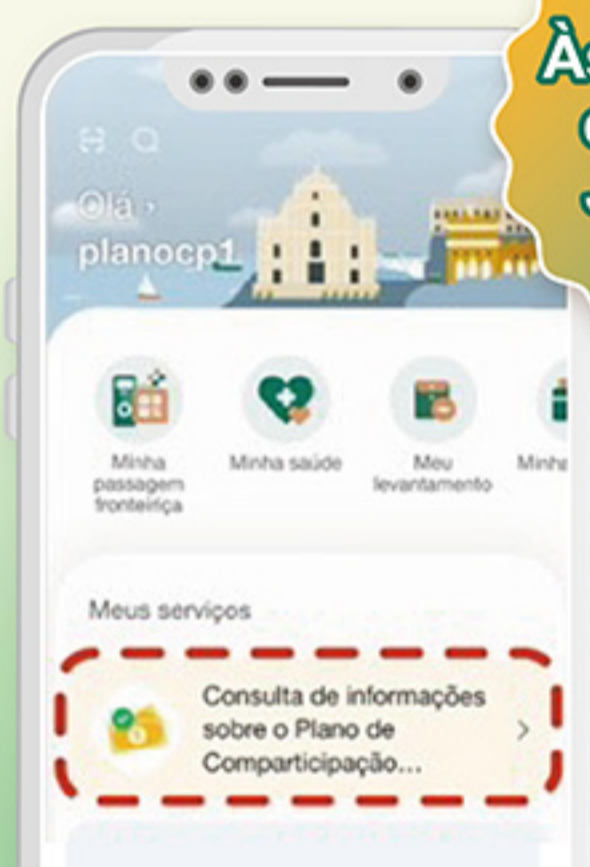 Às
Olá ›
planocp1
Minha
passagem
fronteiriça
Minha saúde
Meu
levantamento
Minha
Meus serviços
Consulta de informações
sobre o Plano de
Comparticipação...